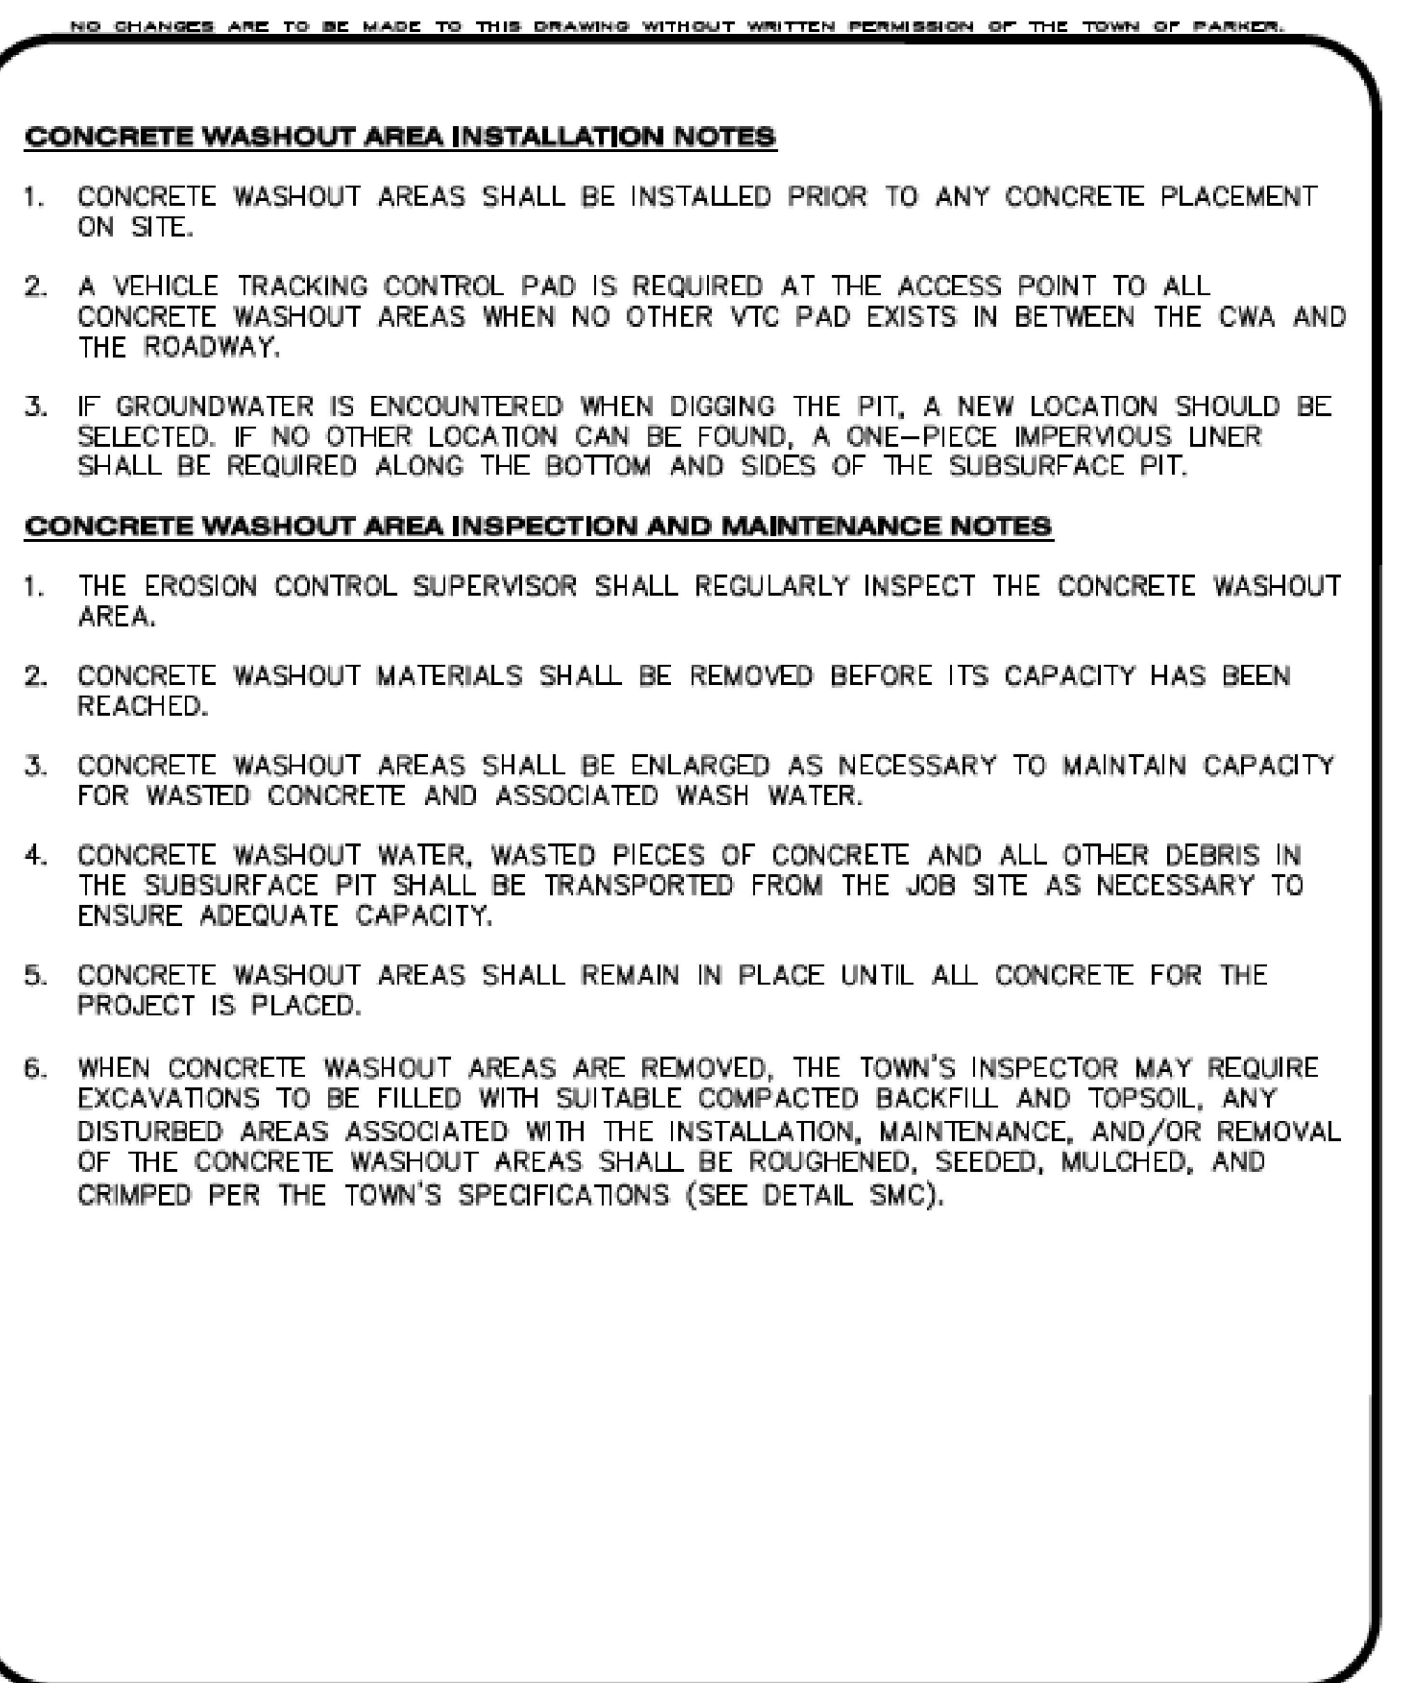 NO CHANGES ARE TO BE MADE TO THIS DRAWING WITHOUT WRITTEN PERMISSION OF THE TOWN OF PARKER.
CONCRETE WASHOUT AREA INSTALLATION NOTES
1. CONCRETE WASHOUT AREAS SHALL BE INSTALLED PRIOR TO ANY CONCRETE PLACEMENT
ON SITE.
2. A VEHICLE TRACKING CONTROL PAD IS REQUIRED AT THE ACCESS POINT TO ALL
CONCRETE WASHOUT AREAS WHEN NO OTHER VTC PAD EXISTS IN BETWEEN THE CWA AND
THE ROADWAY.
3. IF GROUNDWATER IS ENCOUNTERED WHEN DIGGING THE PIT, A NEW LOCATION SHOULD BE
SELECTED. IF NO OTHER LOCATION CAN BE FOUND, A ONE-PIECE IMPERVIOUS LINER
SHALL BE REQUIRED ALONG THE BOTTOM AND SIDES OF THE SUBSURFACE PIT.
CONCRETE WASHOUT AREA INSPECTION AND MAINTENANCE NOTES
1. THE EROSION CONTROL SUPERVISOR SHALL REGULARLY INSPECT THE CONCRETE WASHOUT
AREA.
2. CONCRETE WASHOUT MATERIALS SHALL BE REMOVED BEFORE ITS CAPACITY HAS BEEN
REACHED.
3. CONCRETE WASHOUT AREAS SHALL BE ENLARGED AS NECESSARY TO MAINTAIN CAPACITY
FOR WASTED CONCRETE AND ASSOCIATED WASH WATER.
4. CONCRETE WASHOUT WATER, WASTED PIECES OF CONCRETE AND ALL OTHER DEBRIS IN
THE SUBSURFACE PIT SHALL BE TRANSPORTED FROM THE JOB SITE AS NECESSARY TO
ENSURE ADEQUATE CAPACITY.
5. CONCRETE WASHOUT AREAS SHALL REMAIN IN PLACE UNTIL ALL CONCRETE FOR THE
PROJECT IS PLACED.
6. WHEN CONCRETE WASHOUT AREAS ARE REMOVED, THE TOWN'S INSPECTOR MAY REQUIRE
EXCAVATIONS TO BE FILLED WITH SUITABLE COMPACTED BACKFILL AND TOPSOIL, ANY
DISTURBED AREAS ASSOCIATED WITH THE INSTALLATION, MAINTENANCE, AND/OR REMOVAL
OF THE CONCRETE WASHOUT AREAS SHALL BE ROUGHENED, SEEDED, MULCHED, AND
CRIMPED PER THE TOWN'S SPECIFICATIONS (SEE DETAIL SMC).